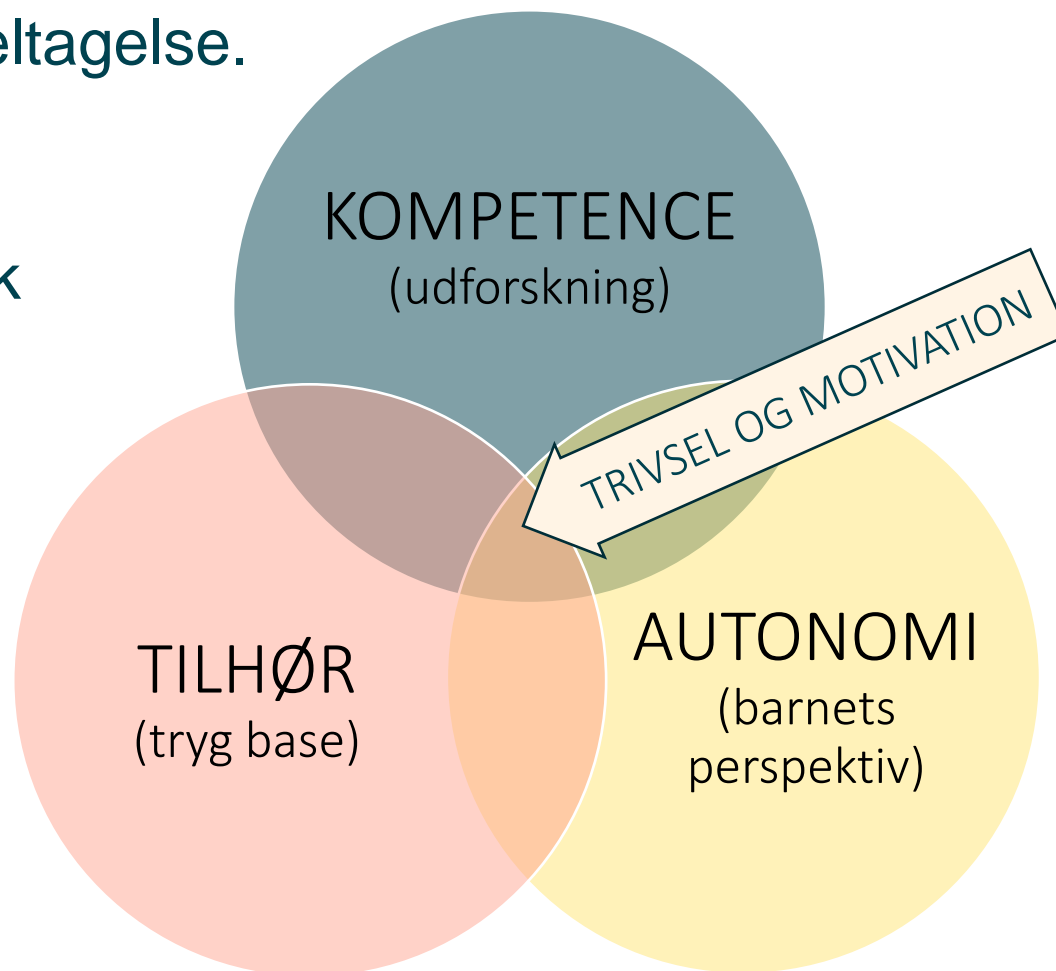 eltagelse.
KOMPETENCE
(udforskning)
k
TRIVSEL OG MOTIVATION
TILHØR
(tryg base)
AUTONOMI
(barnets
perspektiv)